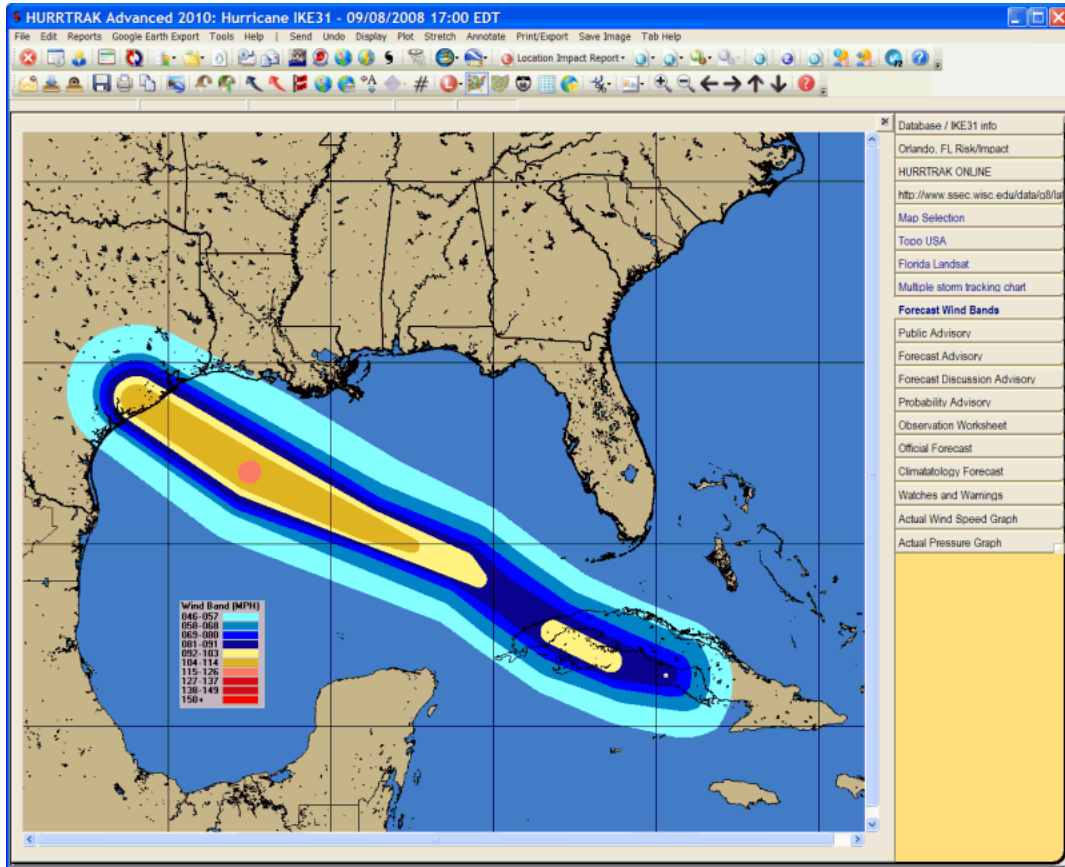 HURRTRAK Advanced 2010: Hurricane IKE31 - 09/08/2008 17:00 EDT
File Edit Reports Google Earth Export Tools Help | Send Undo Display Plot Stretch Annotate Print/Export Save Image Tab Help
Location Impact Report
Database / IKE31 info
Orlando, FL Risk/Impact
HURRTRAK ONLINE
http://www.ssec.wisc.edu/data/g8/lat
Map Selection
Topo USA
Florida Landsat
Multiple storm tracking chart
Forecast Wind Bands
Public Advisory
Forecast Advisory
Forecast Discussion Advisory
Probability Advisory
Observation Worksheet
Official Forecast
Climatatology Forecast
Watches and Warnings
Actual Wind Speed Graph
Actual Pressure Graph
Wind Band (MPH)
046-057
058-068
069-080
081-091
092-103
104-114
115-126
127-137
138-149
150+